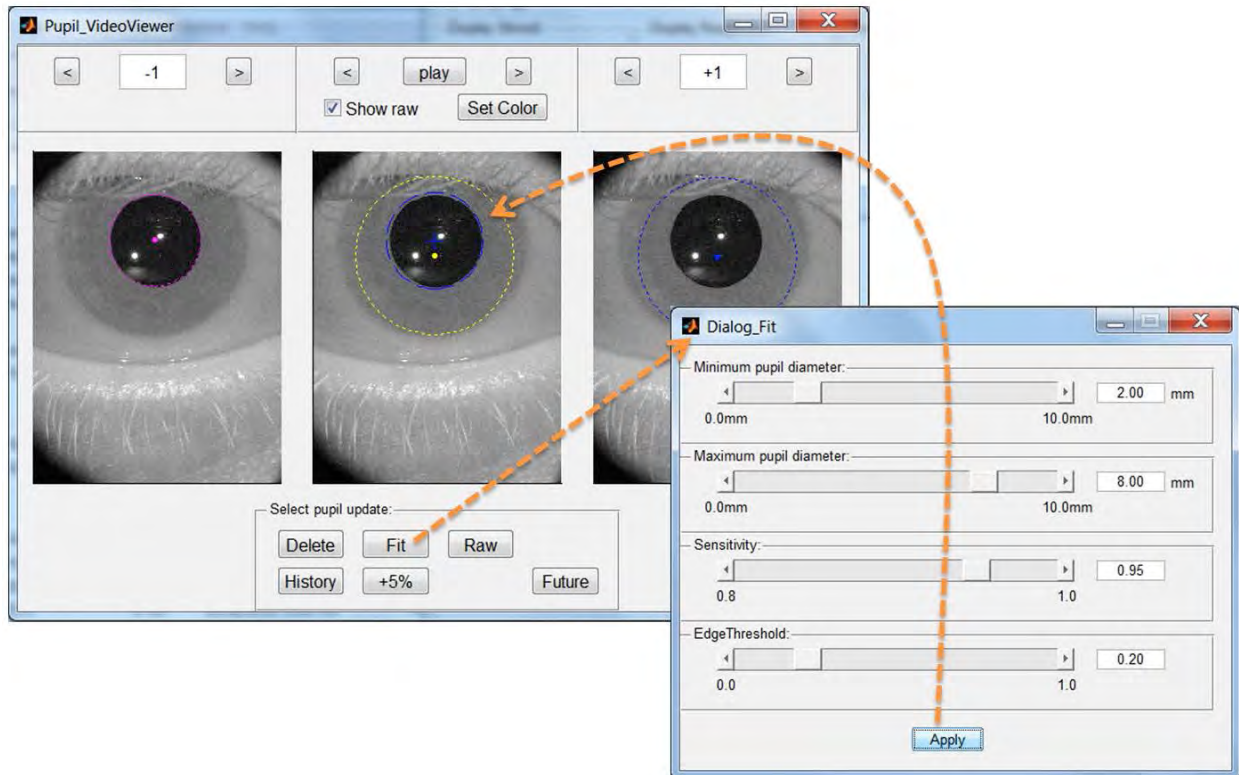 Pupil_VideoViewer
< -1 > < play > < +1 >
Show raw Set Color
Dialog_Fit
Minimum pupil diameter:
2.00 mm
0.0mm 10.0mm
Maximum pupil diameter:
8.00 mm
0.0mm 10.0mm
Select pupil update:
Delete Fit Raw
History +5% Future
Sensitivity:
0.95
0.8 1.0
EdgeThreshold:
0.20
0.0 1.0
Apply